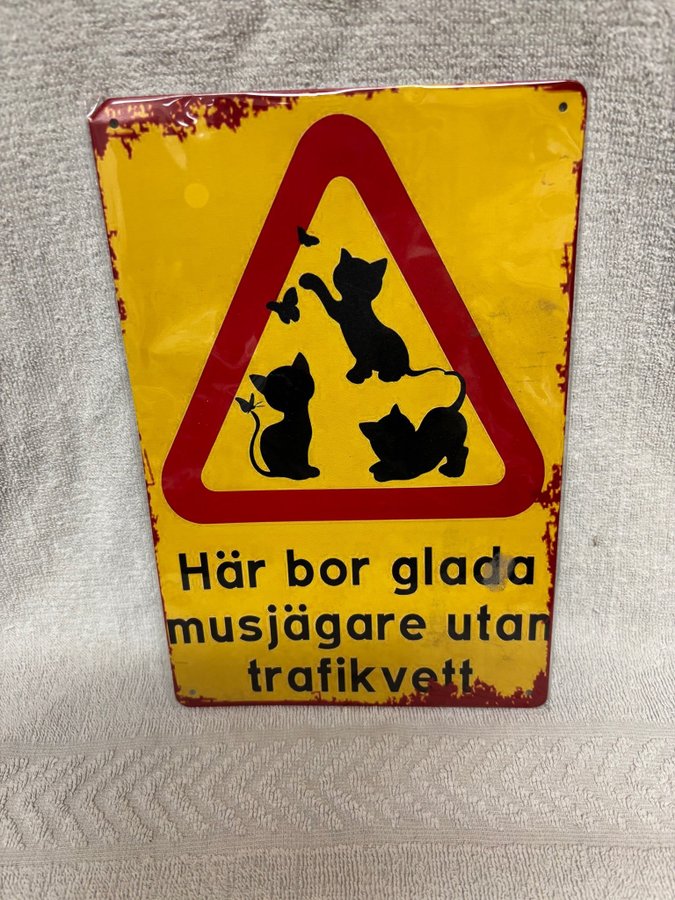 Här bor glada
musjägare utan
trafikvett